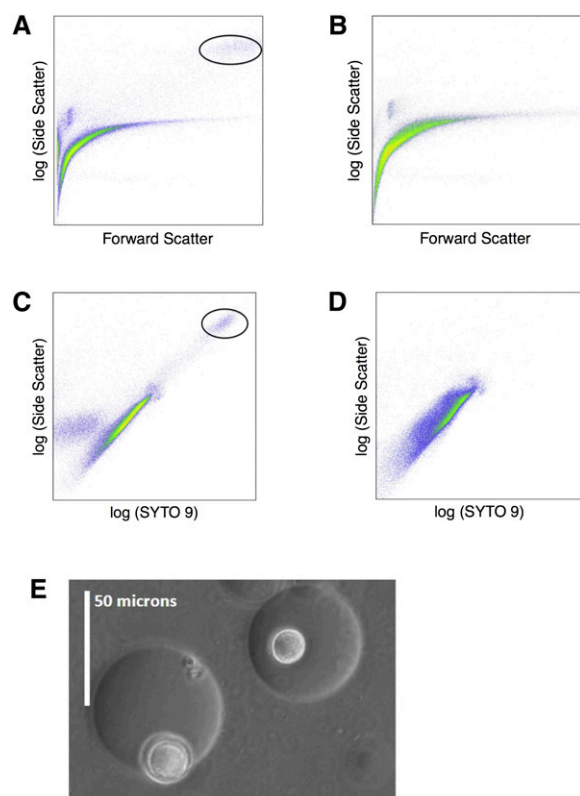 A
log (Side Scatter)
Forward Scatter
B
log (Side Scatter)
Forward Scatter
C
log (Side Scatter)
log (SYTO 9)
D
log (Side Scatter)
log (SYTO 9)
E
50 microns